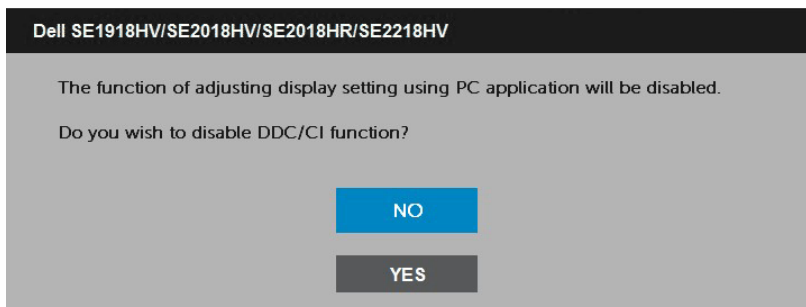 Dell SE1918HV/SE2018HV/SE2018HR/SE2218HV
The function of adjusting display setting using PC application will be disabled.
Do you wish to disable DDC/CI function?
NO
YES